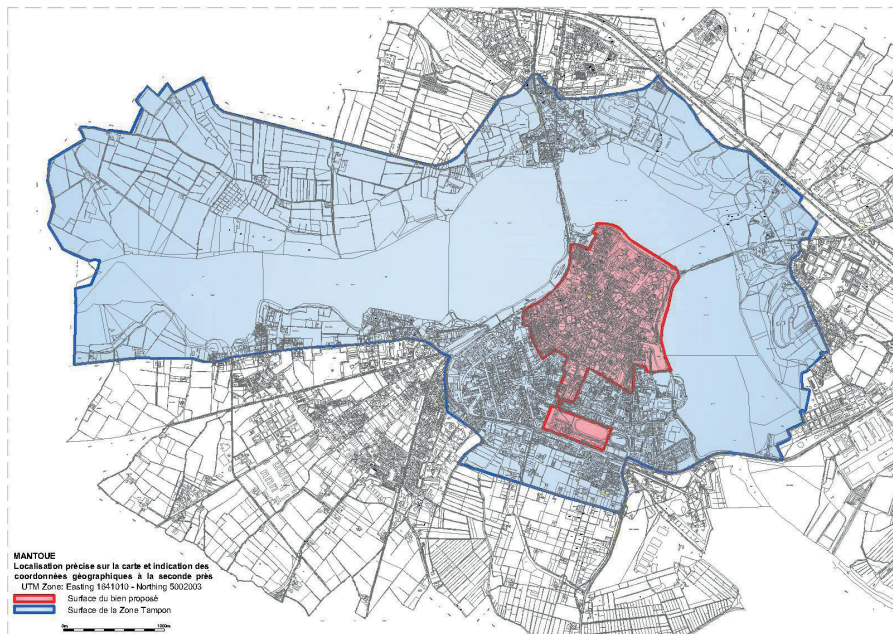 MANTOUE
Localisation précise sur la carte et indication des
coordonnées géographiques à la seconde près
UTM Zone: Easting 1641010 - Northing 5002003
Surface du bien proposé
Surface de la Zone Tampon
0m 1000m